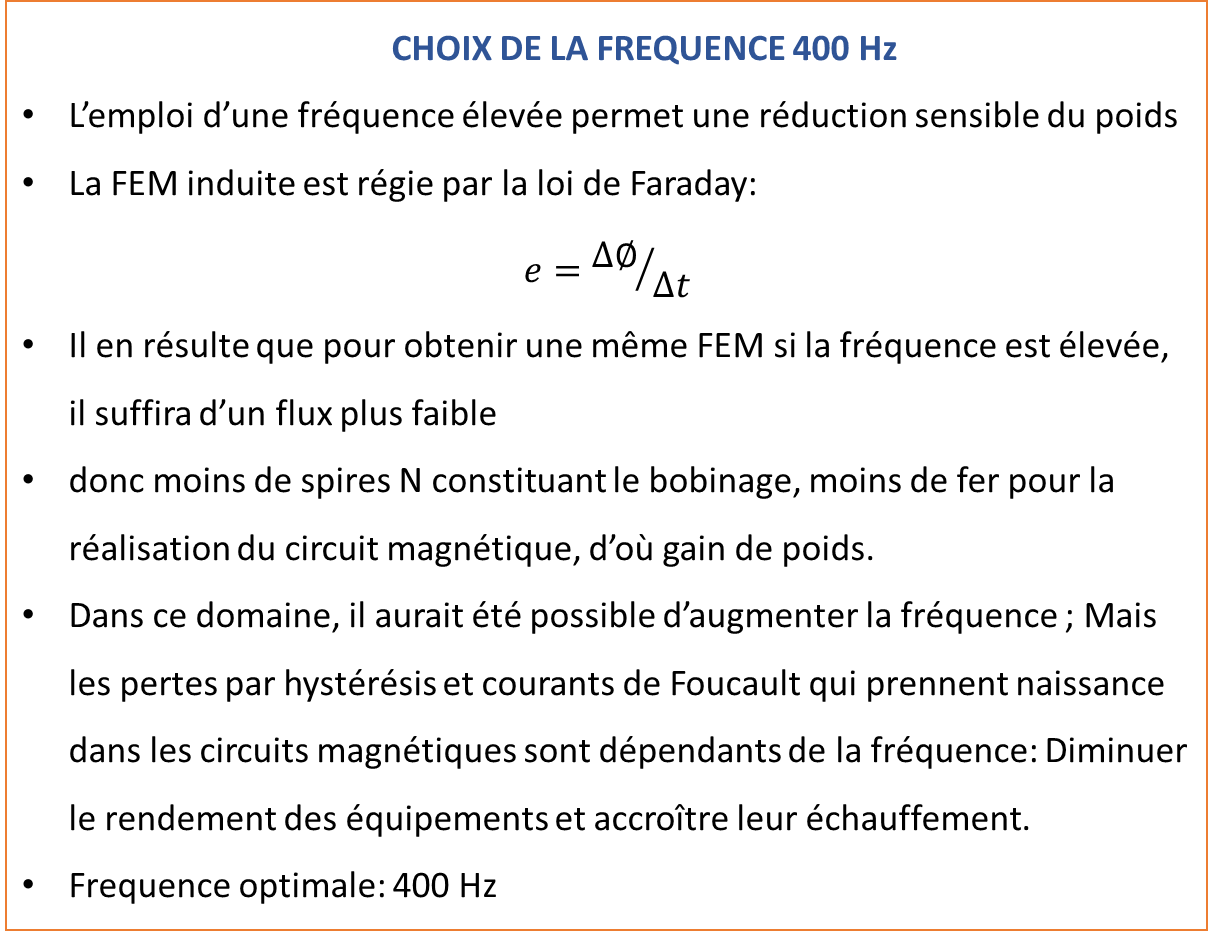 CHOIX DE LA FREQUENCE 400 Hz
• L’emploi d’une fréquence élevée permet une réduction sensible du poids
• La FEM induite est régie par la loi de Faraday:
e = ΔØ/Δt
• Il en résulte que pour obtenir une même FEM si la fréquence est élevée,
il suffira d’un flux plus faible
• donc moins de spires N constituant le bobinage, moins de fer pour la
réalisation du circuit magnétique, d’où gain de poids.
• Dans ce domaine, il aurait été possible d’augmenter la fréquence ; Mais
les pertes par hystérésis et courants de Foucault qui prennent naissance
dans les circuits magnétiques sont dépendants de la fréquence: Diminuer
le rendement des équipements et accroître leur échauffement.
• Frequence optimale: 400 Hz